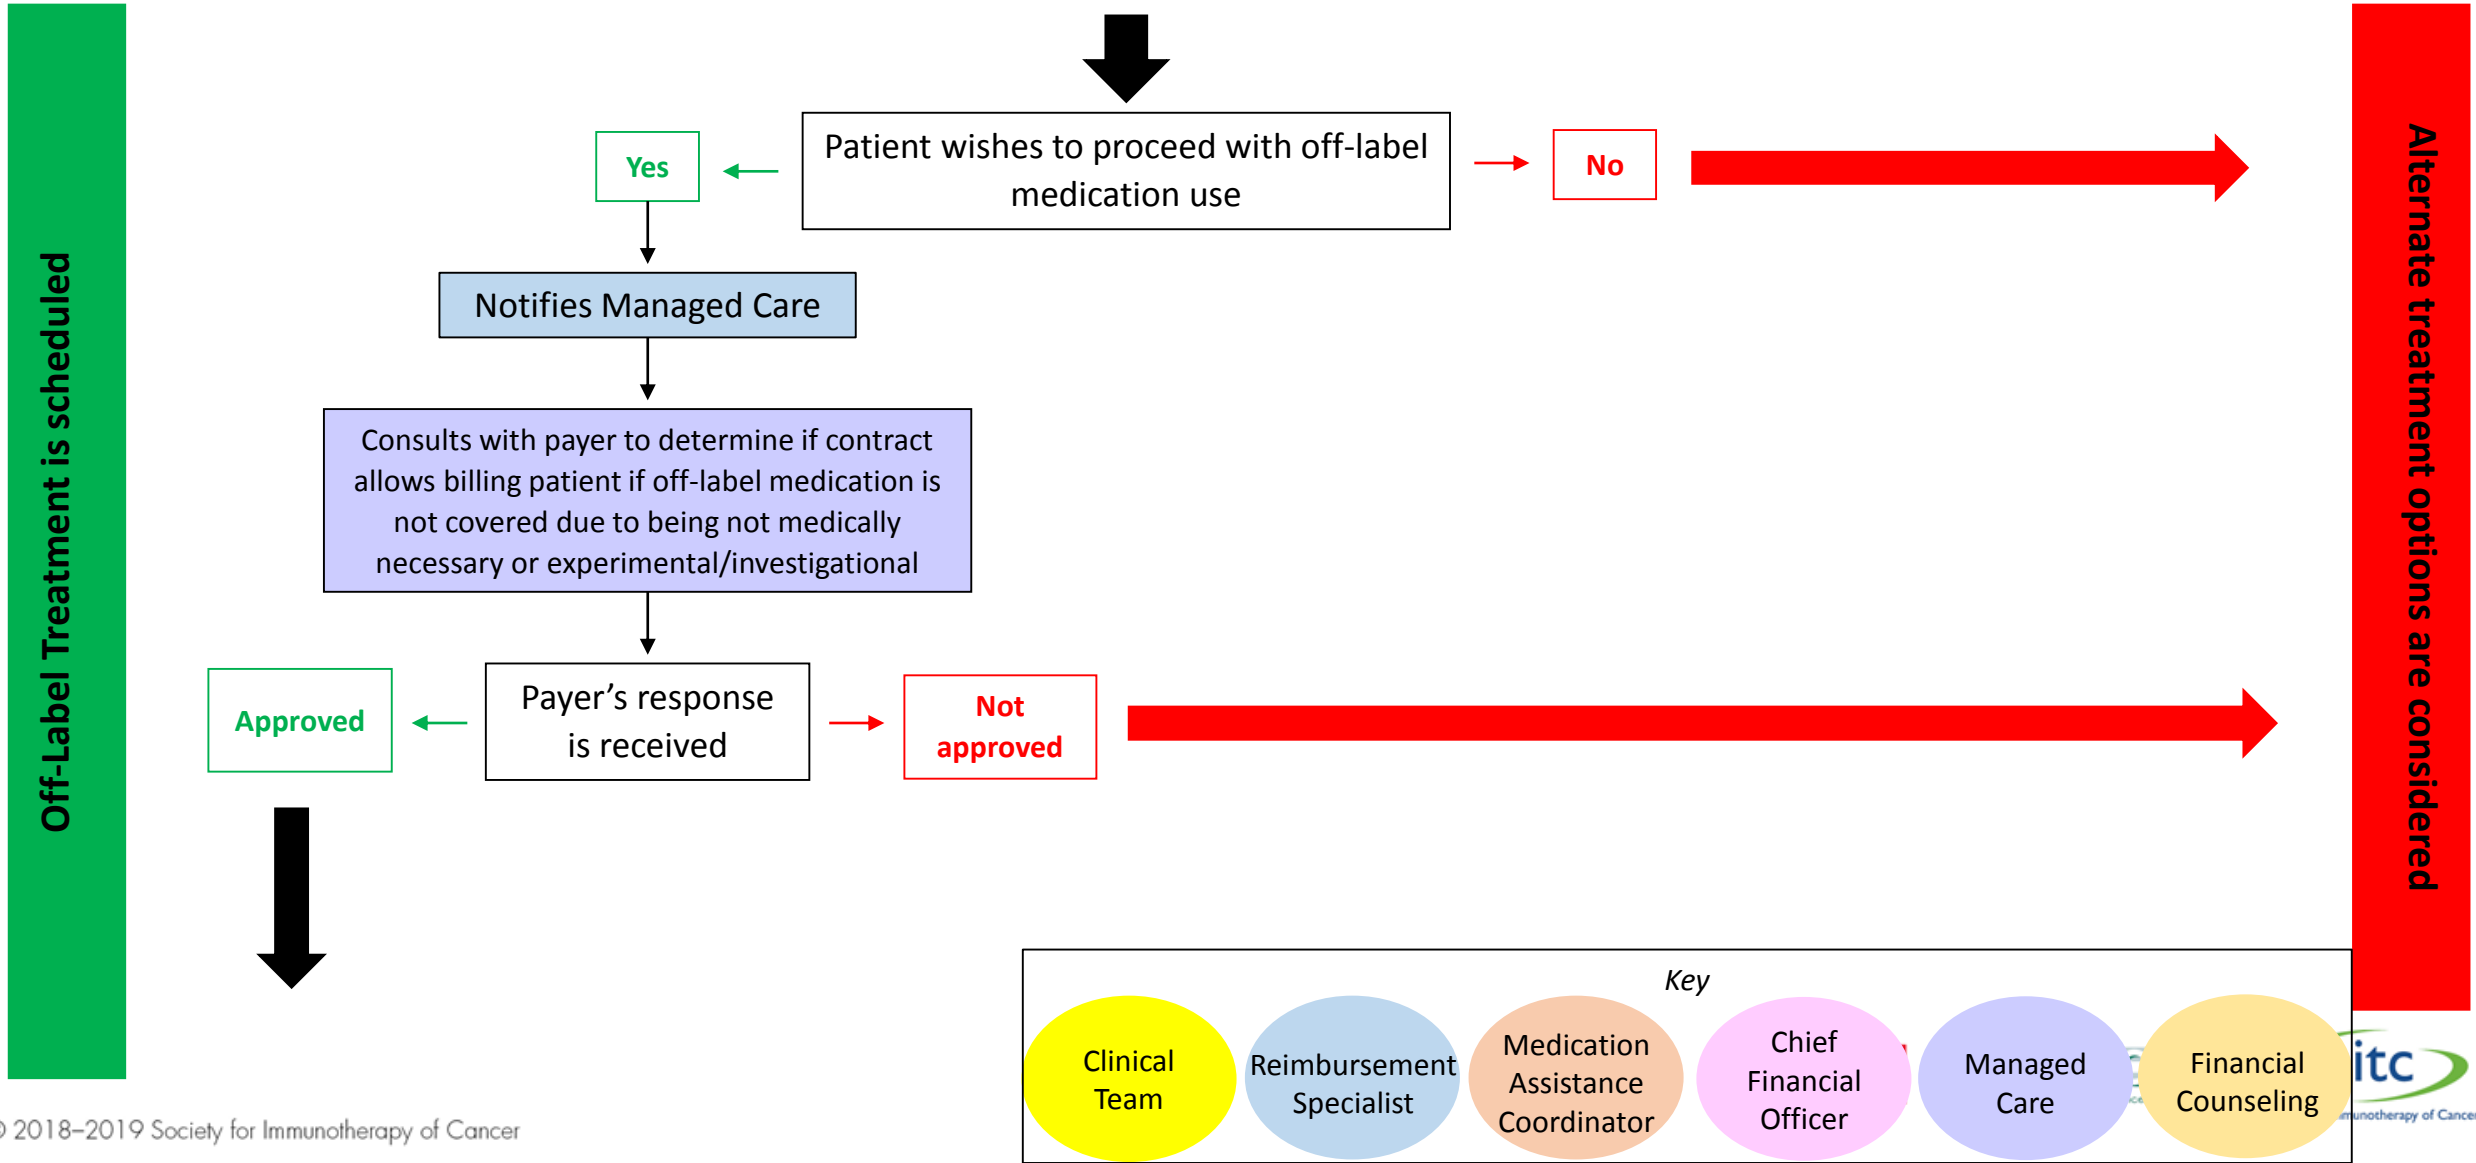 Off-Label Treatment is scheduled
Patient wishes to proceed with off-label
medication use
Yes
No
Notifies Managed Care
Consults with payer to determine if contract
allows billing patient if off-label medication is
not covered due to being not medically
necessary or experimental/investigational
Payer’s response
is received
Approved
Not
approved
Alternate treatment options are considered
Key
Clinical
Team
Reimbursement
Specialist
Medication
Assistance
Coordinator
Chief
Financial
Officer
Managed
Care
Financial
Counseling
itc
munotherapy of Cancer
© 2018–2019 Society for Immunotherapy of Cancer